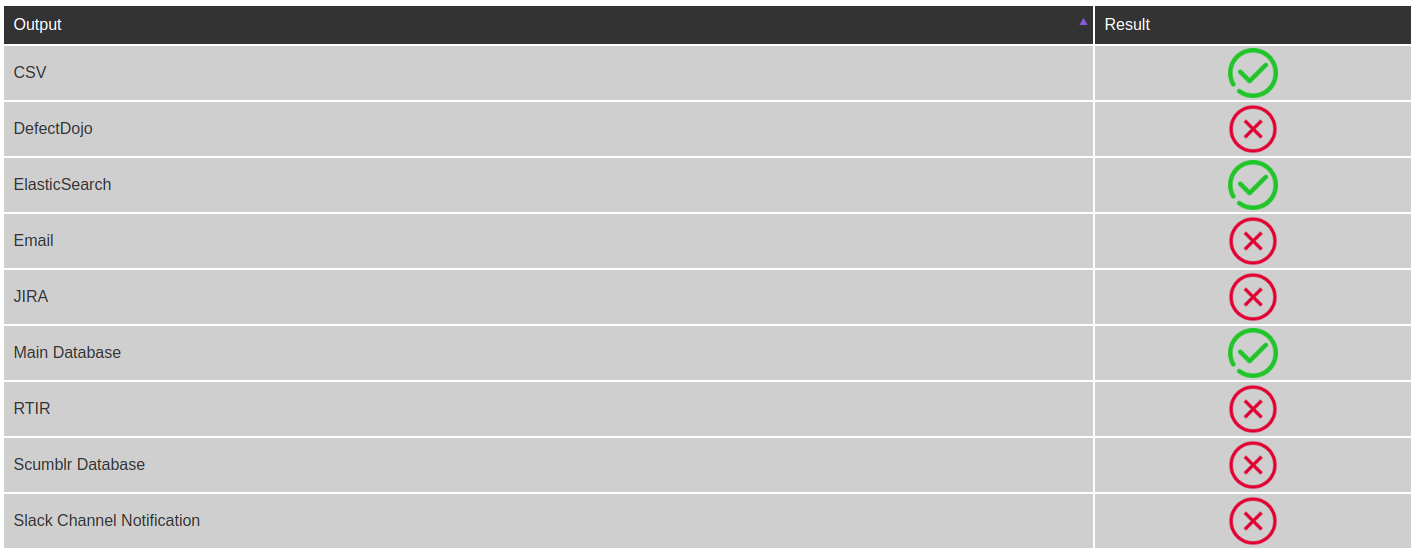 Output Result
CSV
DefectDojo
ElasticSearch
Email
JIRA
Main Database
RTIR
Scumblr Database
Slack Channel Notification